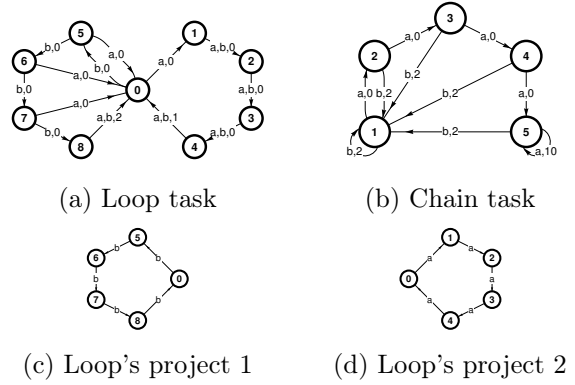 5
1
b,0
a,0
a,b,0
6
b,0
a,0
2
a,0
0
b,0
a,b,0
a,0
7
3
b,0
a,b,2
a,b,1
a,b,0
8
4
(a) Loop task
3
a,0
a,0
2
b,2
4
a,0
b,2
b,2
a,0
1
b,2
5
b,2
a,10
(b) Chain task
5
b
b
6
b
0
7
b
b
8
(c) Loop's project 1
1
a
a
2
0
a
3
a
a
4
(d) Loop's project 2